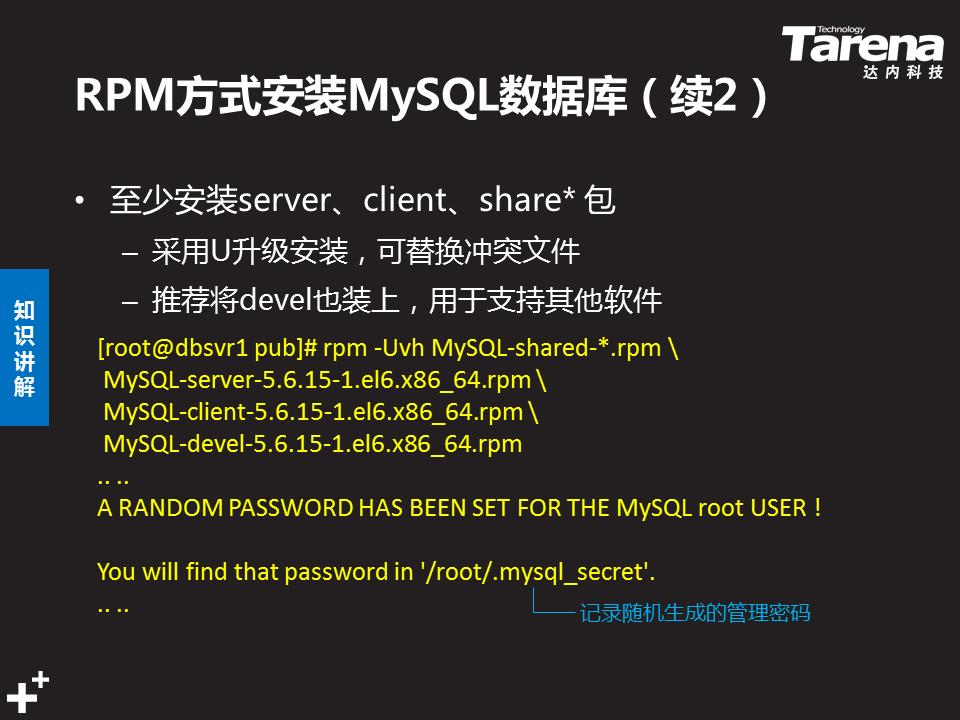 Technology
Tarena
达内科技
RPM方式安装MySQL数据库（续2）
• 至少安装server、client、share* 包
– 采用U升级安装，可替换冲突文件
– 推荐将devel也装上，用于支持其他软件
知识讲解
[root@dbsvr1 pub]# rpm -Uvh MySQL-shared-*.rpm \
MySQL-server-5.6.15-1.el6.x86_64.rpm \
MySQL-client-5.6.15-1.el6.x86_64.rpm \
MySQL-devel-5.6.15-1.el6.x86_64.rpm
.. ..
A RANDOM PASSWORD HAS BEEN SET FOR THE MySQL root USER !
You will find that password in '/root/.mysql_secret'.
.. ..
记录随机生成的管理密码